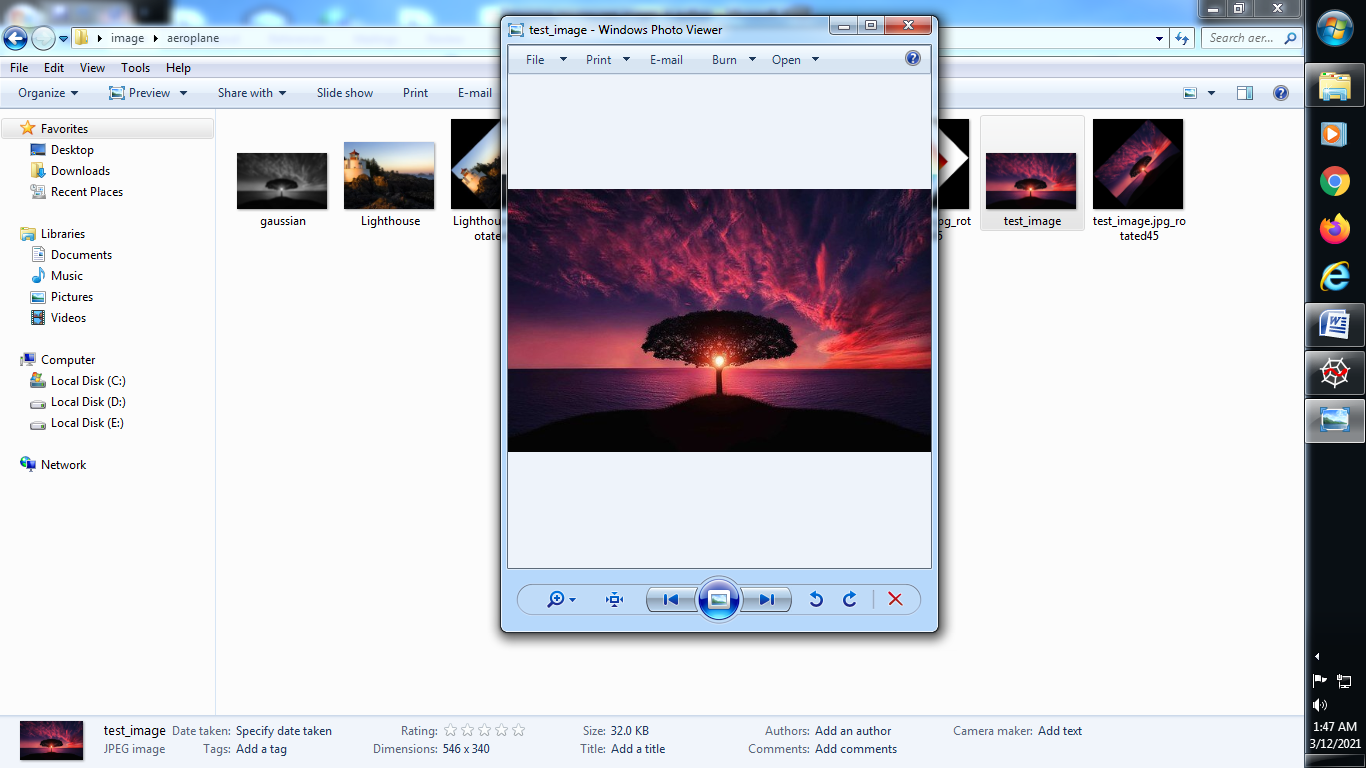 test_image - Windows Photo Viewer
image aeroplane
Search aer...
File Edit View Tools Help
File Print E-mail Burn Open
Organize Preview Share with Slide show Print E-mail
Favorites
Desktop
Downloads
Recent Places
Libraries
Documents
Music
Pictures
Videos
Computer
Local Disk (C:)
Local Disk (D:)
Local Disk (E:)
Network
gaussian
Lighthouse
test_image
test_image.jpg_ro
tated45
test_image Date taken: Specify date taken Rating: Size: 32.0 KB Authors: Add an author Camera maker: Add text
JPEG image Tags: Add a tag Dimensions: 546 x 340 Title: Add a title Comments: Add comments
1:47 AM
3/12/2021